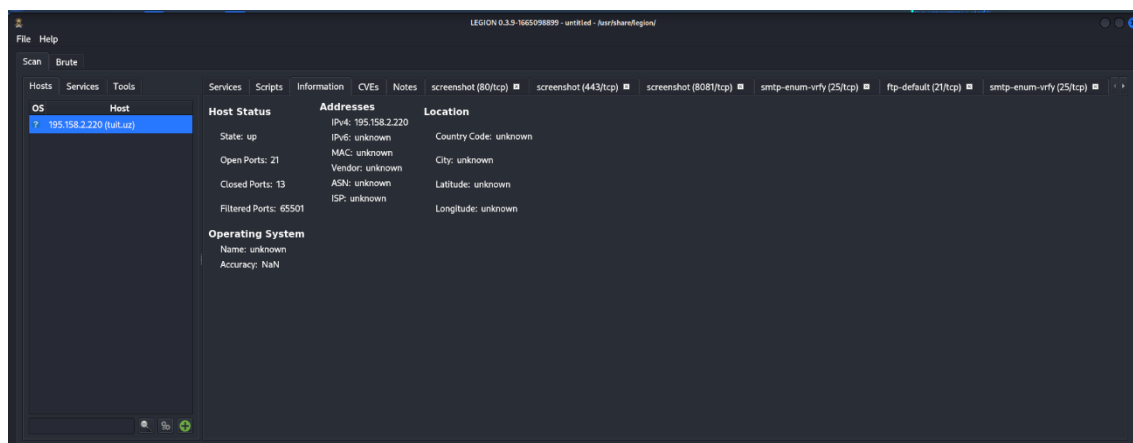 LEGION 0.3.9-1665098899 - untitled - /usr/share/legion/
File Help
Scan Brute
Hosts Services Tools
OS Host
? 195.158.2.220 (tuit.uz)
Services Scripts Information CVEs Notes screenshot (80/tcp) screenshot (443/tcp) screenshot (8081/tcp) smtp-enum-vrfy (25/tcp) ftp-default (21/tcp) smtp-enum-vrfy (25/tcp)
Host Status
State: up
Open Ports: 21
Closed Ports: 13
Filtered Ports: 65501
Addresses
IPv4: 195.158.2.220
IPv6: unknown
MAC: unknown
Vendor: unknown
ASN: unknown
ISP: unknown
Location
Country Code: unknown
City: unknown
Latitude: unknown
Longitude: unknown
Operating System
Name: unknown
Accuracy: NaN